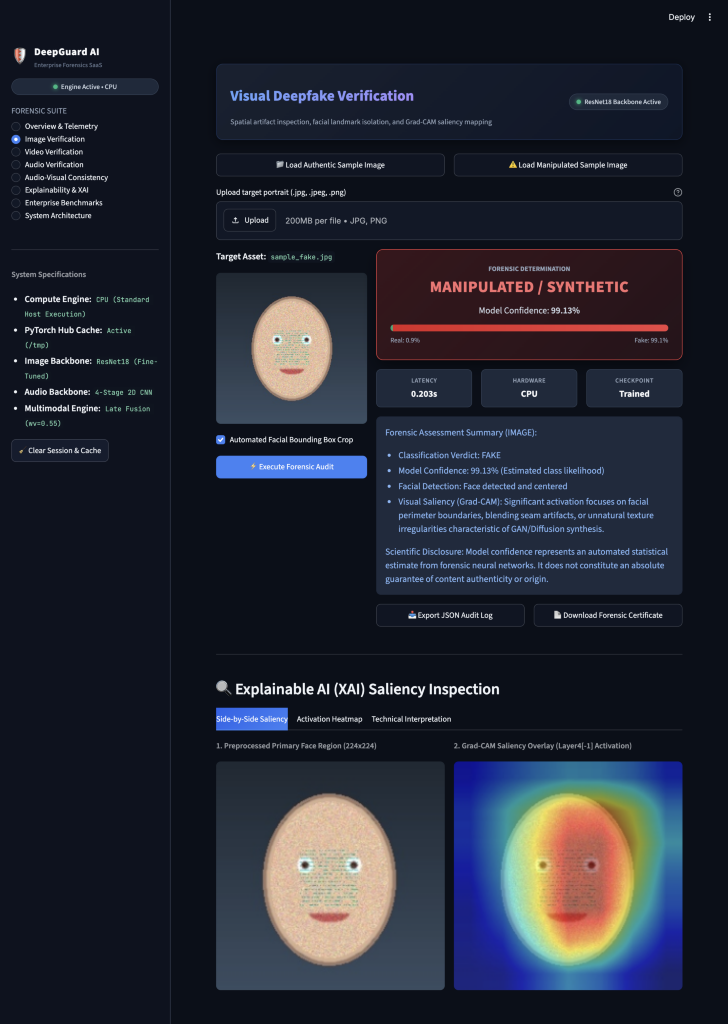 Deploy
DeepGuard AI
Enterprise Forensics SaaS
Engine Active • CPU
FORENSIC SUITE
Overview & Telemetry
Image Verification
Video Verification
Audio Verification
Audio-Visual Consistency
Explainability & XAI
Enterprise Benchmarks
System Architecture
System Specifications
• Compute Engine: CPU (Standard
Host Execution)
• PyTorch Hub Cache: Active
(/tmp)
• Image Backbone: ResNet18 (Fine-
Tuned)
• Audio Backbone: 4-Stage 2D CNN
• Multimodal Engine: Late Fusion
(wv=0.55)
Clear Session & Cache
Visual Deepfake Verification
Spatial artifact inspection, facial landmark isolation, and Grad-CAM saliency mapping
ResNet18 Backbone Active
Load Authentic Sample Image
Load Manipulated Sample Image
Upload target portrait (.jpg, .jpeg, .png)
Upload
200MB per file • JPG, PNG
Target Asset: sample_fake.jpg
Automated Facial Bounding Box Crop
Execute Forensic Audit
FORENSIC DETERMINATION
MANIPULATED / SYNTHETIC
Model Confidence: 99.13%
Real: 0.9%
Fake: 99.1%
LATENCY
0.203s
HARDWARE
CPU
CHECKPOINT
Trained
Forensic Assessment Summary (IMAGE):
• Classification Verdict: FAKE
• Model Confidence: 99.13% (Estimated class likelihood)
• Facial Detection: Face detected and centered
• Visual Saliency (Grad-CAM): Significant activation focuses on facial
perimeter boundaries, blending seam artifacts, or unnatural texture
irregularities characteristic of GAN/Diffusion synthesis.
Scientific Disclosure: Model confidence represents an automated statistical
estimate from forensic neural networks. It does not constitute an absolute
guarantee of content authenticity or origin.
Export JSON Audit Log
Download Forensic Certificate
Explainable AI (XAI) Saliency Inspection
Side-by-Side Saliency
Activation Heatmap
Technical Interpretation
1. Preprocessed Primary Face Region (224x224)
2. Grad-CAM Saliency Overlay (Layer4[-1] Activation)